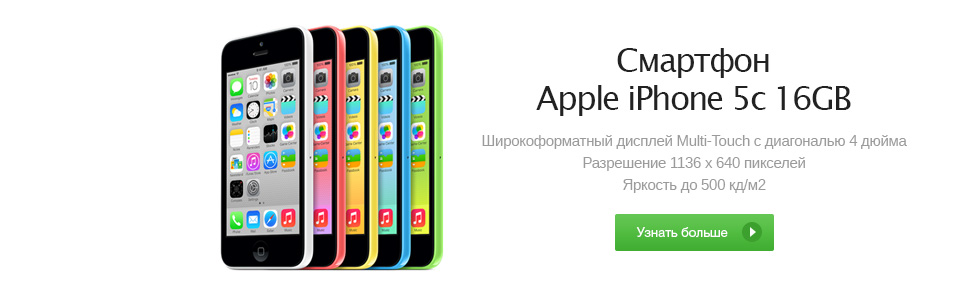 Смартфон
Apple iPhone 5c 16GB
Широкоформатный дисплей Multi-Touch с диагональю 4 дюйма
Разрешение 1136 x 640 пикселей
Яркость до 500 кд/м2
Узнать больше